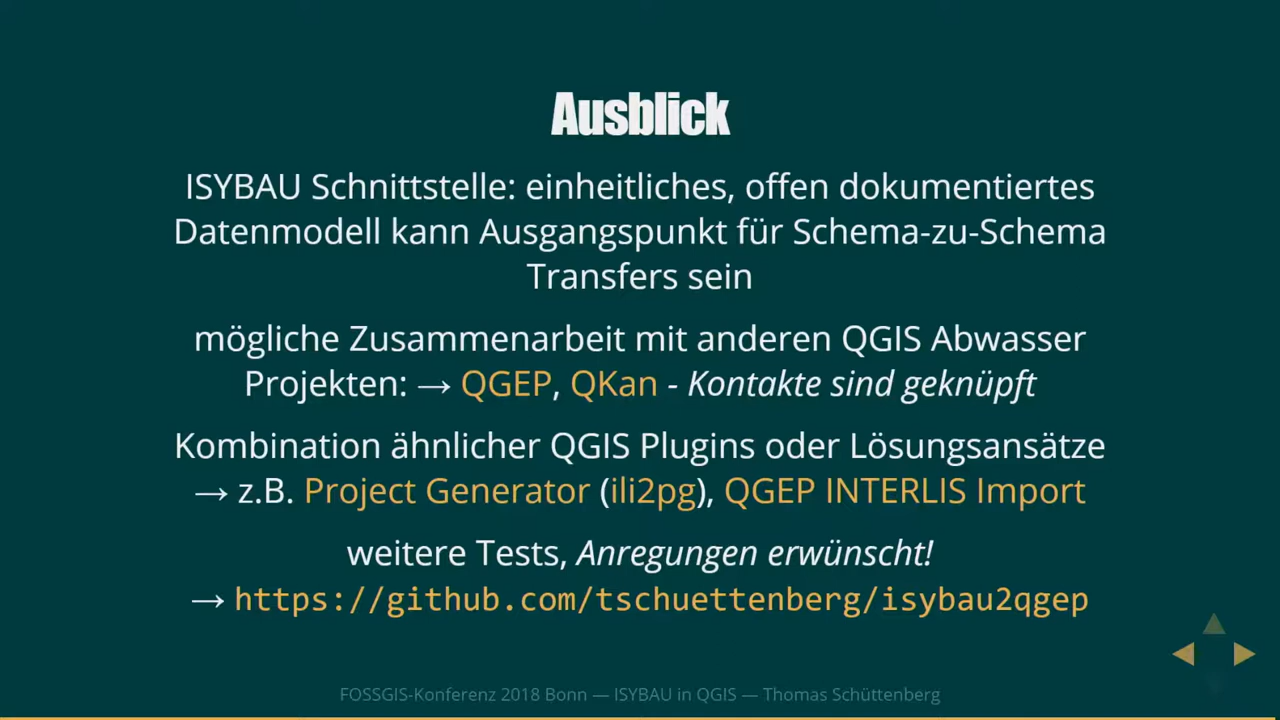 Ausblick
ISYBAU Schnittstelle: einheitliches, offen dokumentiertes
Datenmodell kann Ausgangspunkt für Schema-zu-Schema
Transfers sein
mögliche Zusammenarbeit mit anderen QGIS Abwasser
Projekten: → QGEP, QKan - Kontakte sind geknüpft
Kombination ähnlicher QGIS Plugins oder Lösungsansätze
→ z.B. Project Generator (ili2pg), QGEP INTERLIS Import
weitere Tests, Anregungen erwünscht!
→ https://github.com/tschuettenberg/isybau2qgep
FOSSGIS-Konferenz 2018 Bonn — ISYBAU in QGIS — Thomas Schüttenberg